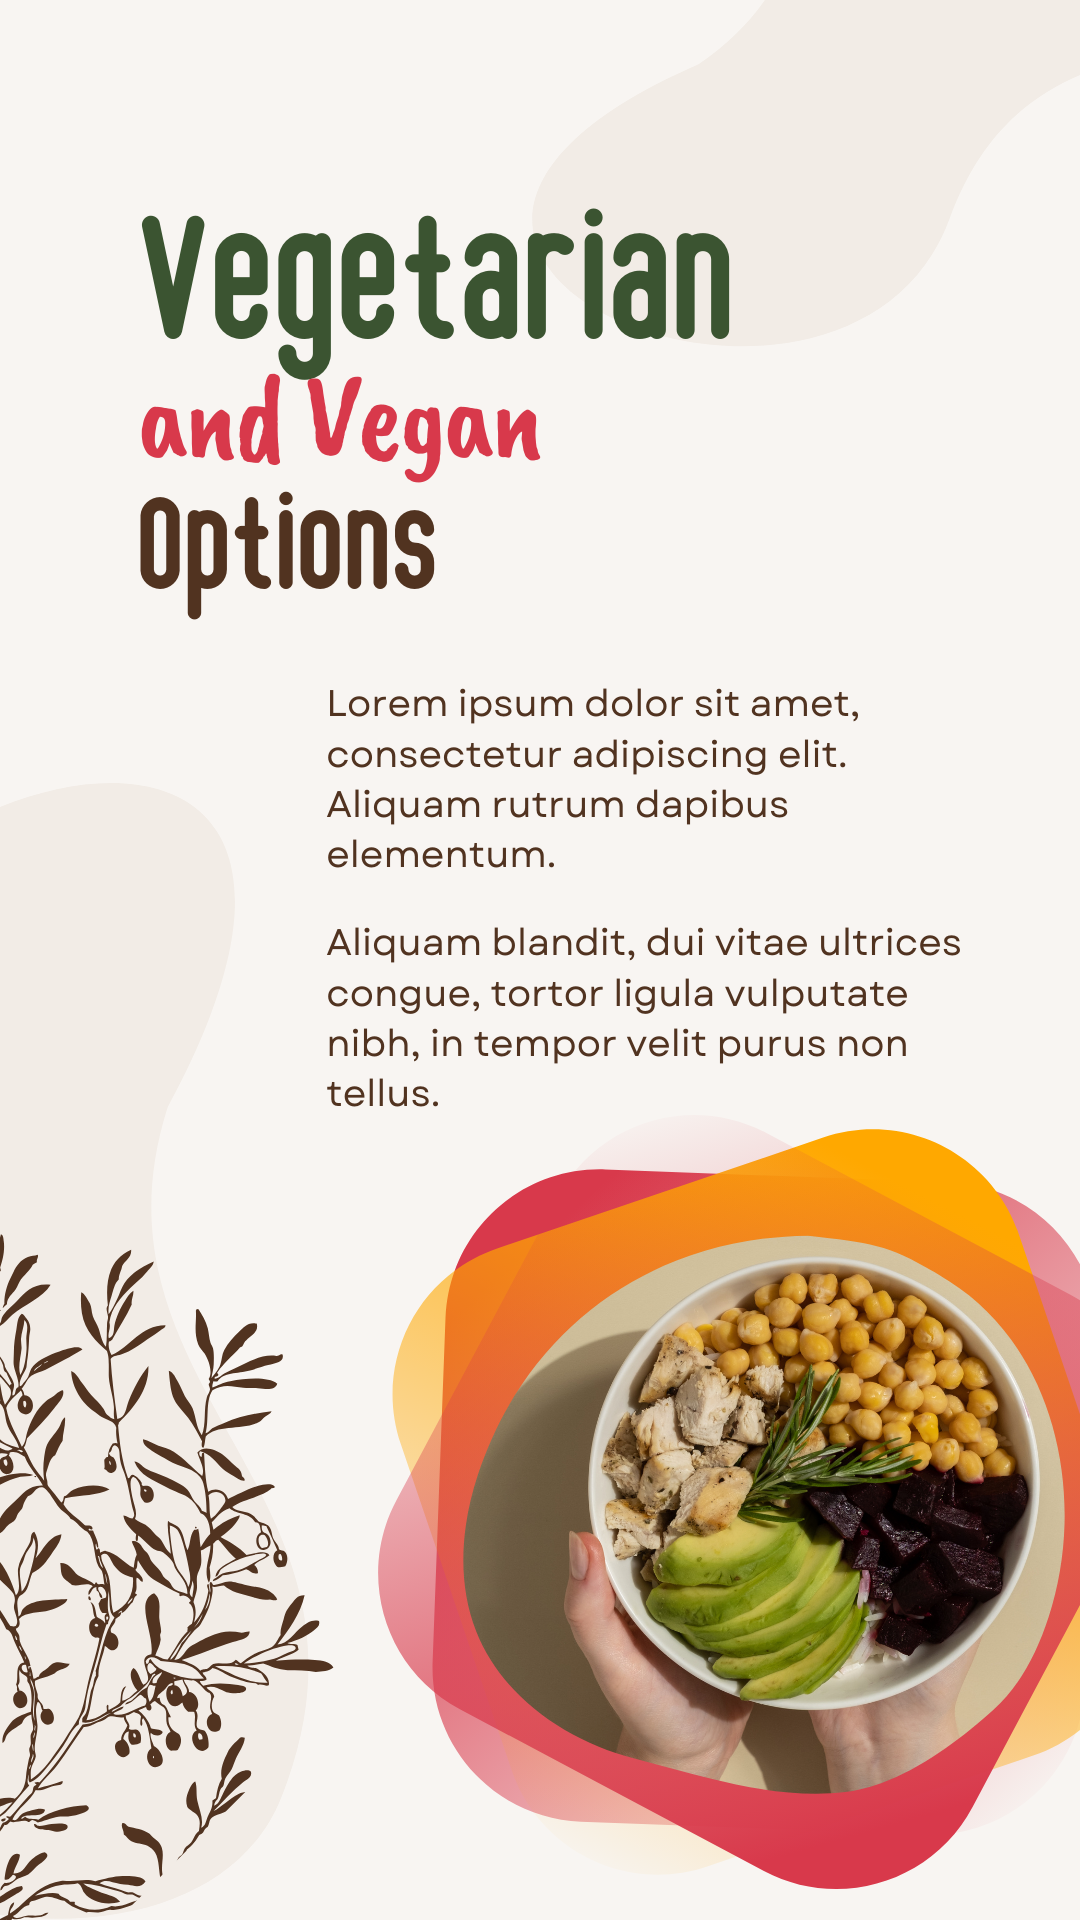 Vegetarian
and Vegan
Options
Lorem ipsum dolor sit amet,
consectetur adipiscing elit.
Aliquam rutrum dapibus
elementum.
Aliquam blandit, dui vitae ultrices
congue, tortor ligula vulputate
nibh, in tempor velit purus non
tellus.